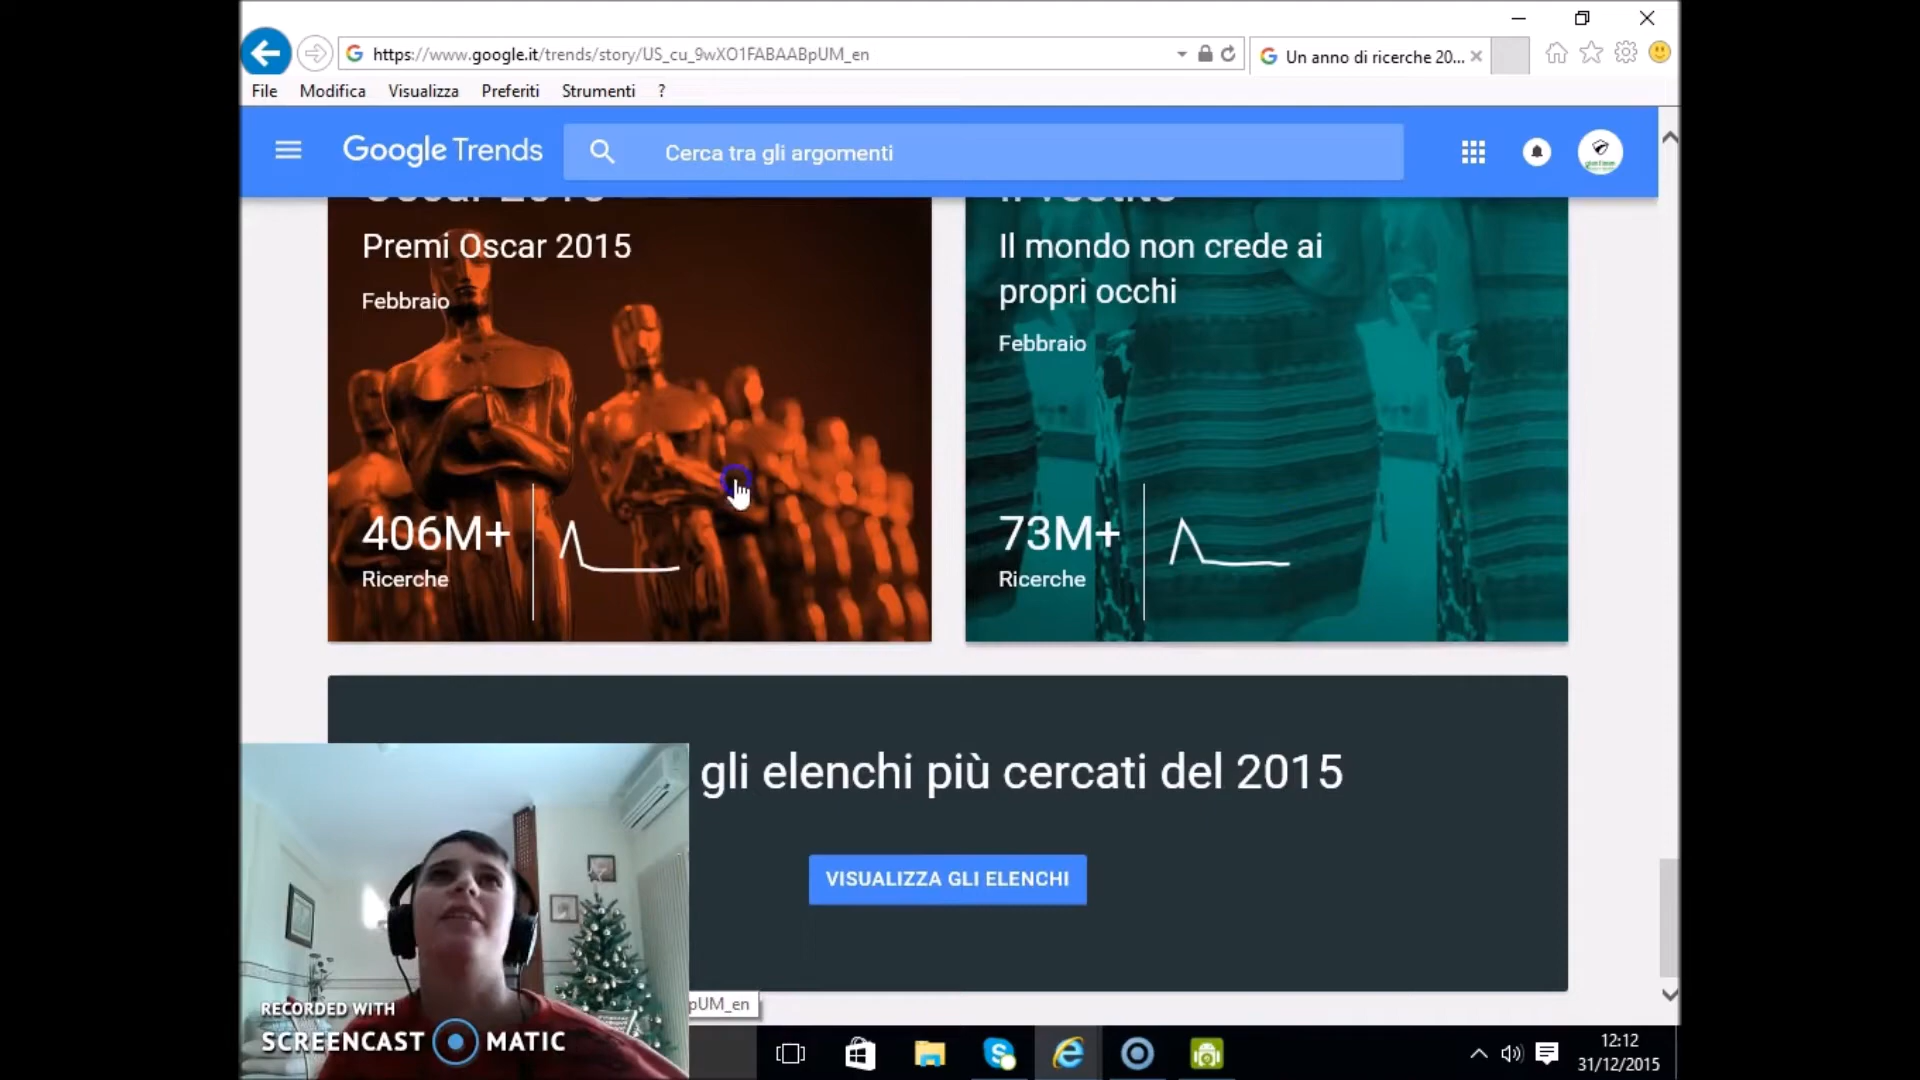 https://www.google.it/trends/story/US_cu_9wXO1FABAABpUM_en
Un anno di ricerche 20...
File Modifica Visualizza Preferiti Strumenti ?
Google Trends
Cerca tra gli argomenti
Premi Oscar 2015
Febbraio
406M+
Ricerche
Il mondo non crede ai
propri occhi
Febbraio
73M+
Ricerche
gli elenchi più cercati del 2015
VISUALIZZA GLI ELENCHI
pUM_en
RECORDED WITH
SCREENCAST MATIC
12:12
31/12/2015